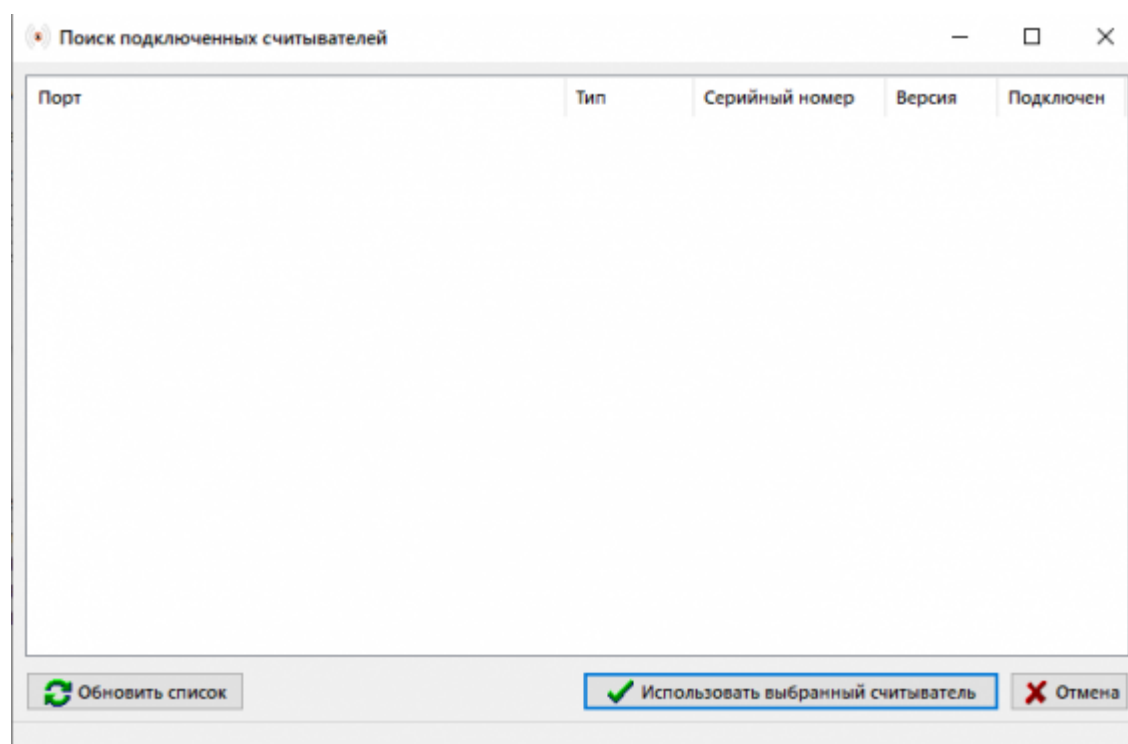 Поиск подключенных считывателей
Порт Тип Серийный номер Версия Подключен
Обновить список Использовать выбранный считыватель Отмена